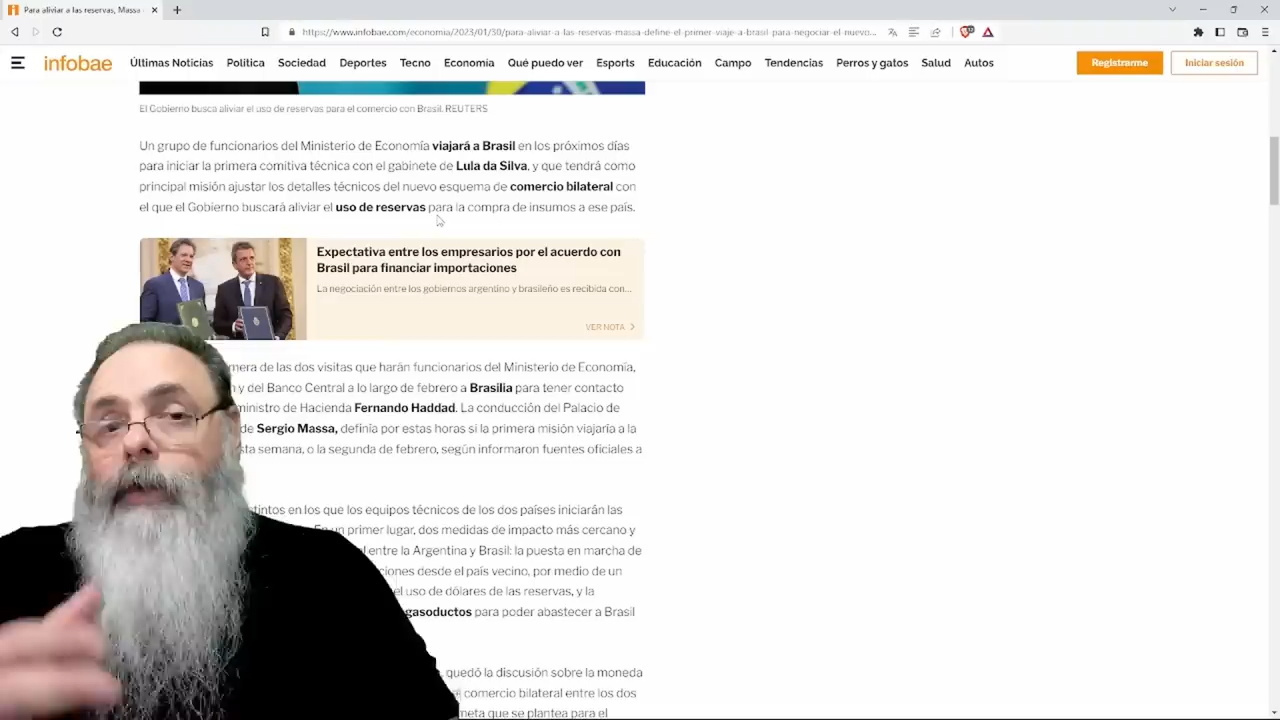 Para aliviar a las reservas, Massa
https://www.infobae.com/economia/2023/01/30/para-aliviar-a-las-reservas-massa-define-el-primer-viaje-a-brasil-para-negociar-el-nuevo...
infobae
Últimas Noticias Política Sociedad Deportes Tecno Economía Qué puedo ver Esports Educación Campo Tendencias Perros y gatos Salud Autos
Registrarme Iniciar sesión
El Gobierno busca aliviar el uso de reservas para el comercio con Brasil. REUTERS
Un grupo de funcionarios del Ministerio de Economía viajará a Brasil en los próximos días
para iniciar la primera comitiva técnica con el gabinete de Lula da Silva, y que tendrá como
principal misión ajustar los detalles técnicos del nuevo esquema de comercio bilateral con
el que el Gobierno buscará aliviar el uso de reservas para la compra de insumos a ese país.
Expectativa entre los empresarios por el acuerdo con
Brasil para financiar importaciones
La negociación entre los gobiernos argentino y brasileño es recibida con...
VER NOTA
mera de las dos visitas que harán funcionarios del Ministerio de Economía,
y del Banco Central a lo largo de febrero a Brasilia para tener contacto
ministro de Hacienda Fernando Haddad. La conducción del Palacio de
de Sergio Massa, definía por estas horas si la primera misión viajaría a la
sta semana, o la segunda de febrero, según informaron fuentes oficiales a
tintos en los que los equipos técnicos de los dos países iniciarán las
En un primer lugar, dos medidas de impacto más cercano y
entre la Argentina y Brasil: la puesta en marcha de
ciones desde el país vecino, por medio de un
el uso de dólares de las reservas, y la
gasoductos para poder abastecer a Brasil
quedó la discusión sobre la moneda
el comercio bilateral entre los dos
meta que se plantea para el